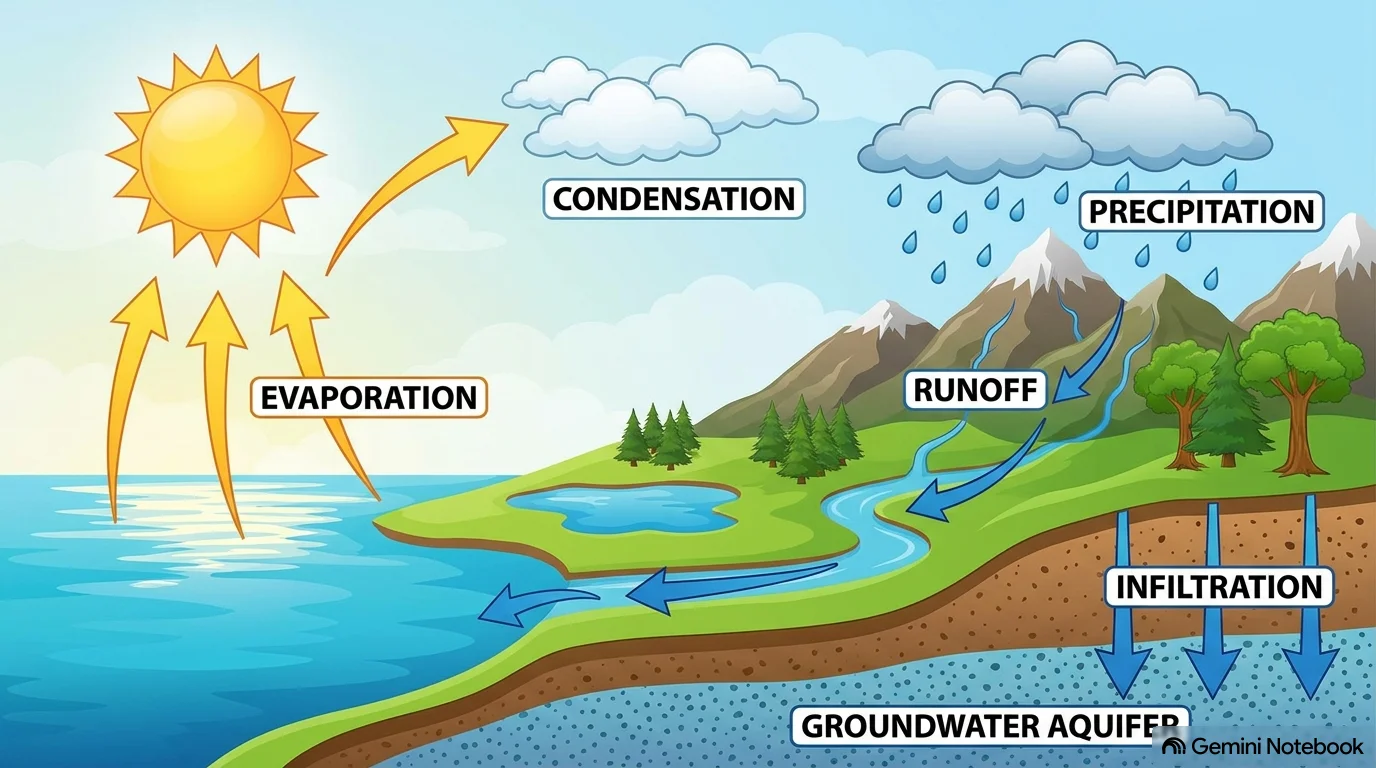 CONDENSATION
PRECIPITATION
EVAPORATION
RUNOFF
INFILTRATION
GROUNDWATER AQUIFER
Gemini Notebook